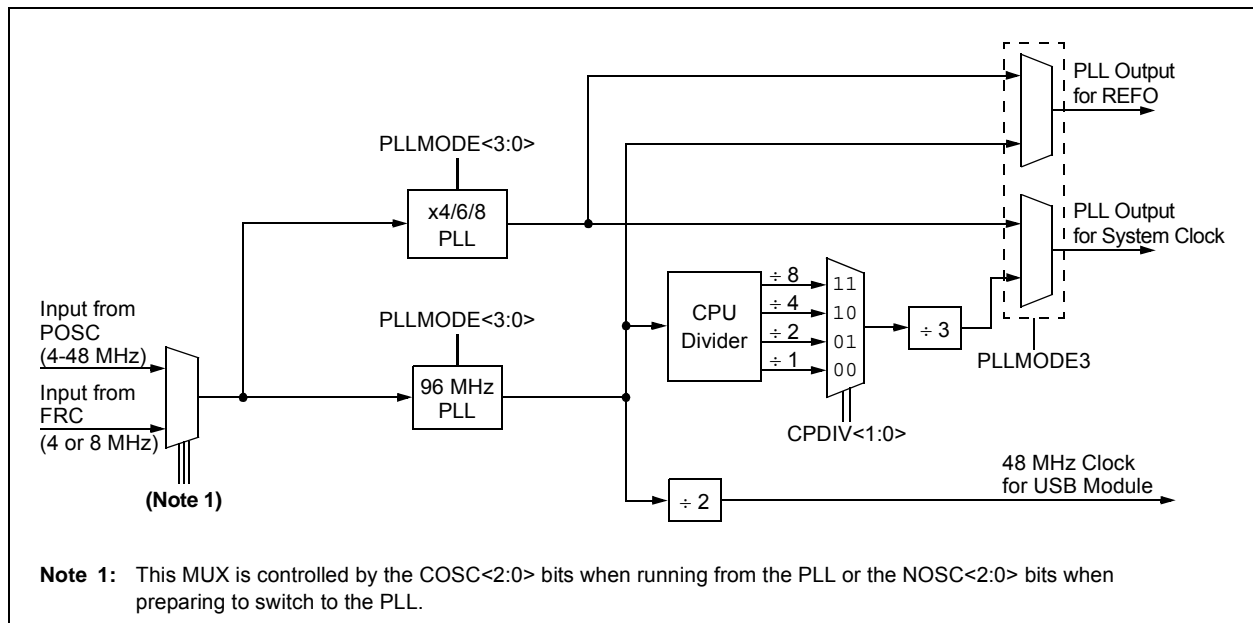 PLL Output
for REFO
PLLMODE<3:0>
x4/6/8
PLL
PLL Output
for System Clock
Input from
POSC
(4-48 MHz)
Input from
FRC
(4 or 8 MHz)
(Note 1)
PLLMODE<3:0>
96 MHz
PLL
CPU
Divider
÷ 8
÷ 4
÷ 2
÷ 1
11
10
01
00
CPDIV<1:0>
÷ 3
PLLMODE3
÷ 2
48 MHz Clock
for USB Module
Note 1: This MUX is controlled by the COSC<2:0> bits when running from the PLL or the NOSC<2:0> bits when
preparing to switch to the PLL.